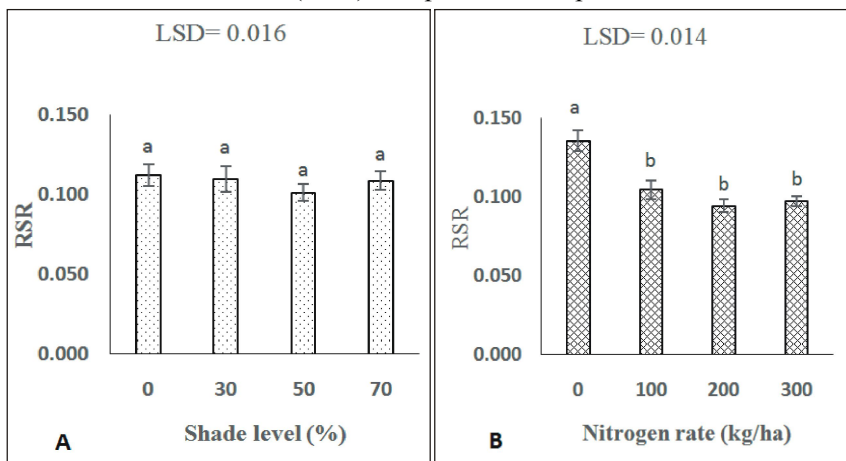 LSD= 0.016
0.150
0.100
0.050
0.000
RSR
a a a a
0 30 50 70
Shade level (%)
A
LSD= 0.014
0.150
0.100
0.050
0.000
RSR
a b b b
0 100 200 300
Nitrogen rate (kg/ha)
B